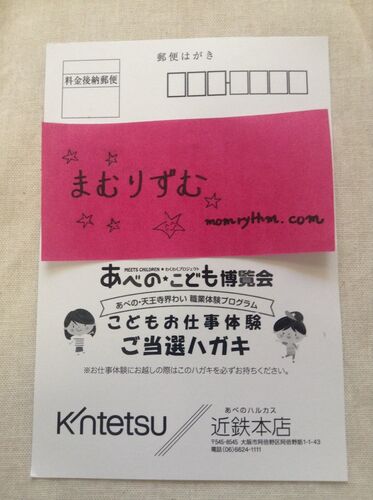 郵便はがき
料金後納郵便
まむりずむ
momrythm.com
MEETS CHILDREN★わくわくプロジェクト
あべの★こども博覧会
あべの・天王寺界わい 職業体験プログラム
こどもお仕事体験
ご当選ハガキ
※お仕事体験にお越しの際はこのハガキを必ずお持ちください。
Kintetsu
あべのハルカス
近鉄本店
〒545-8545 大阪市阿倍野区阿倍野筋1-1-43
電話(06)6624-1111